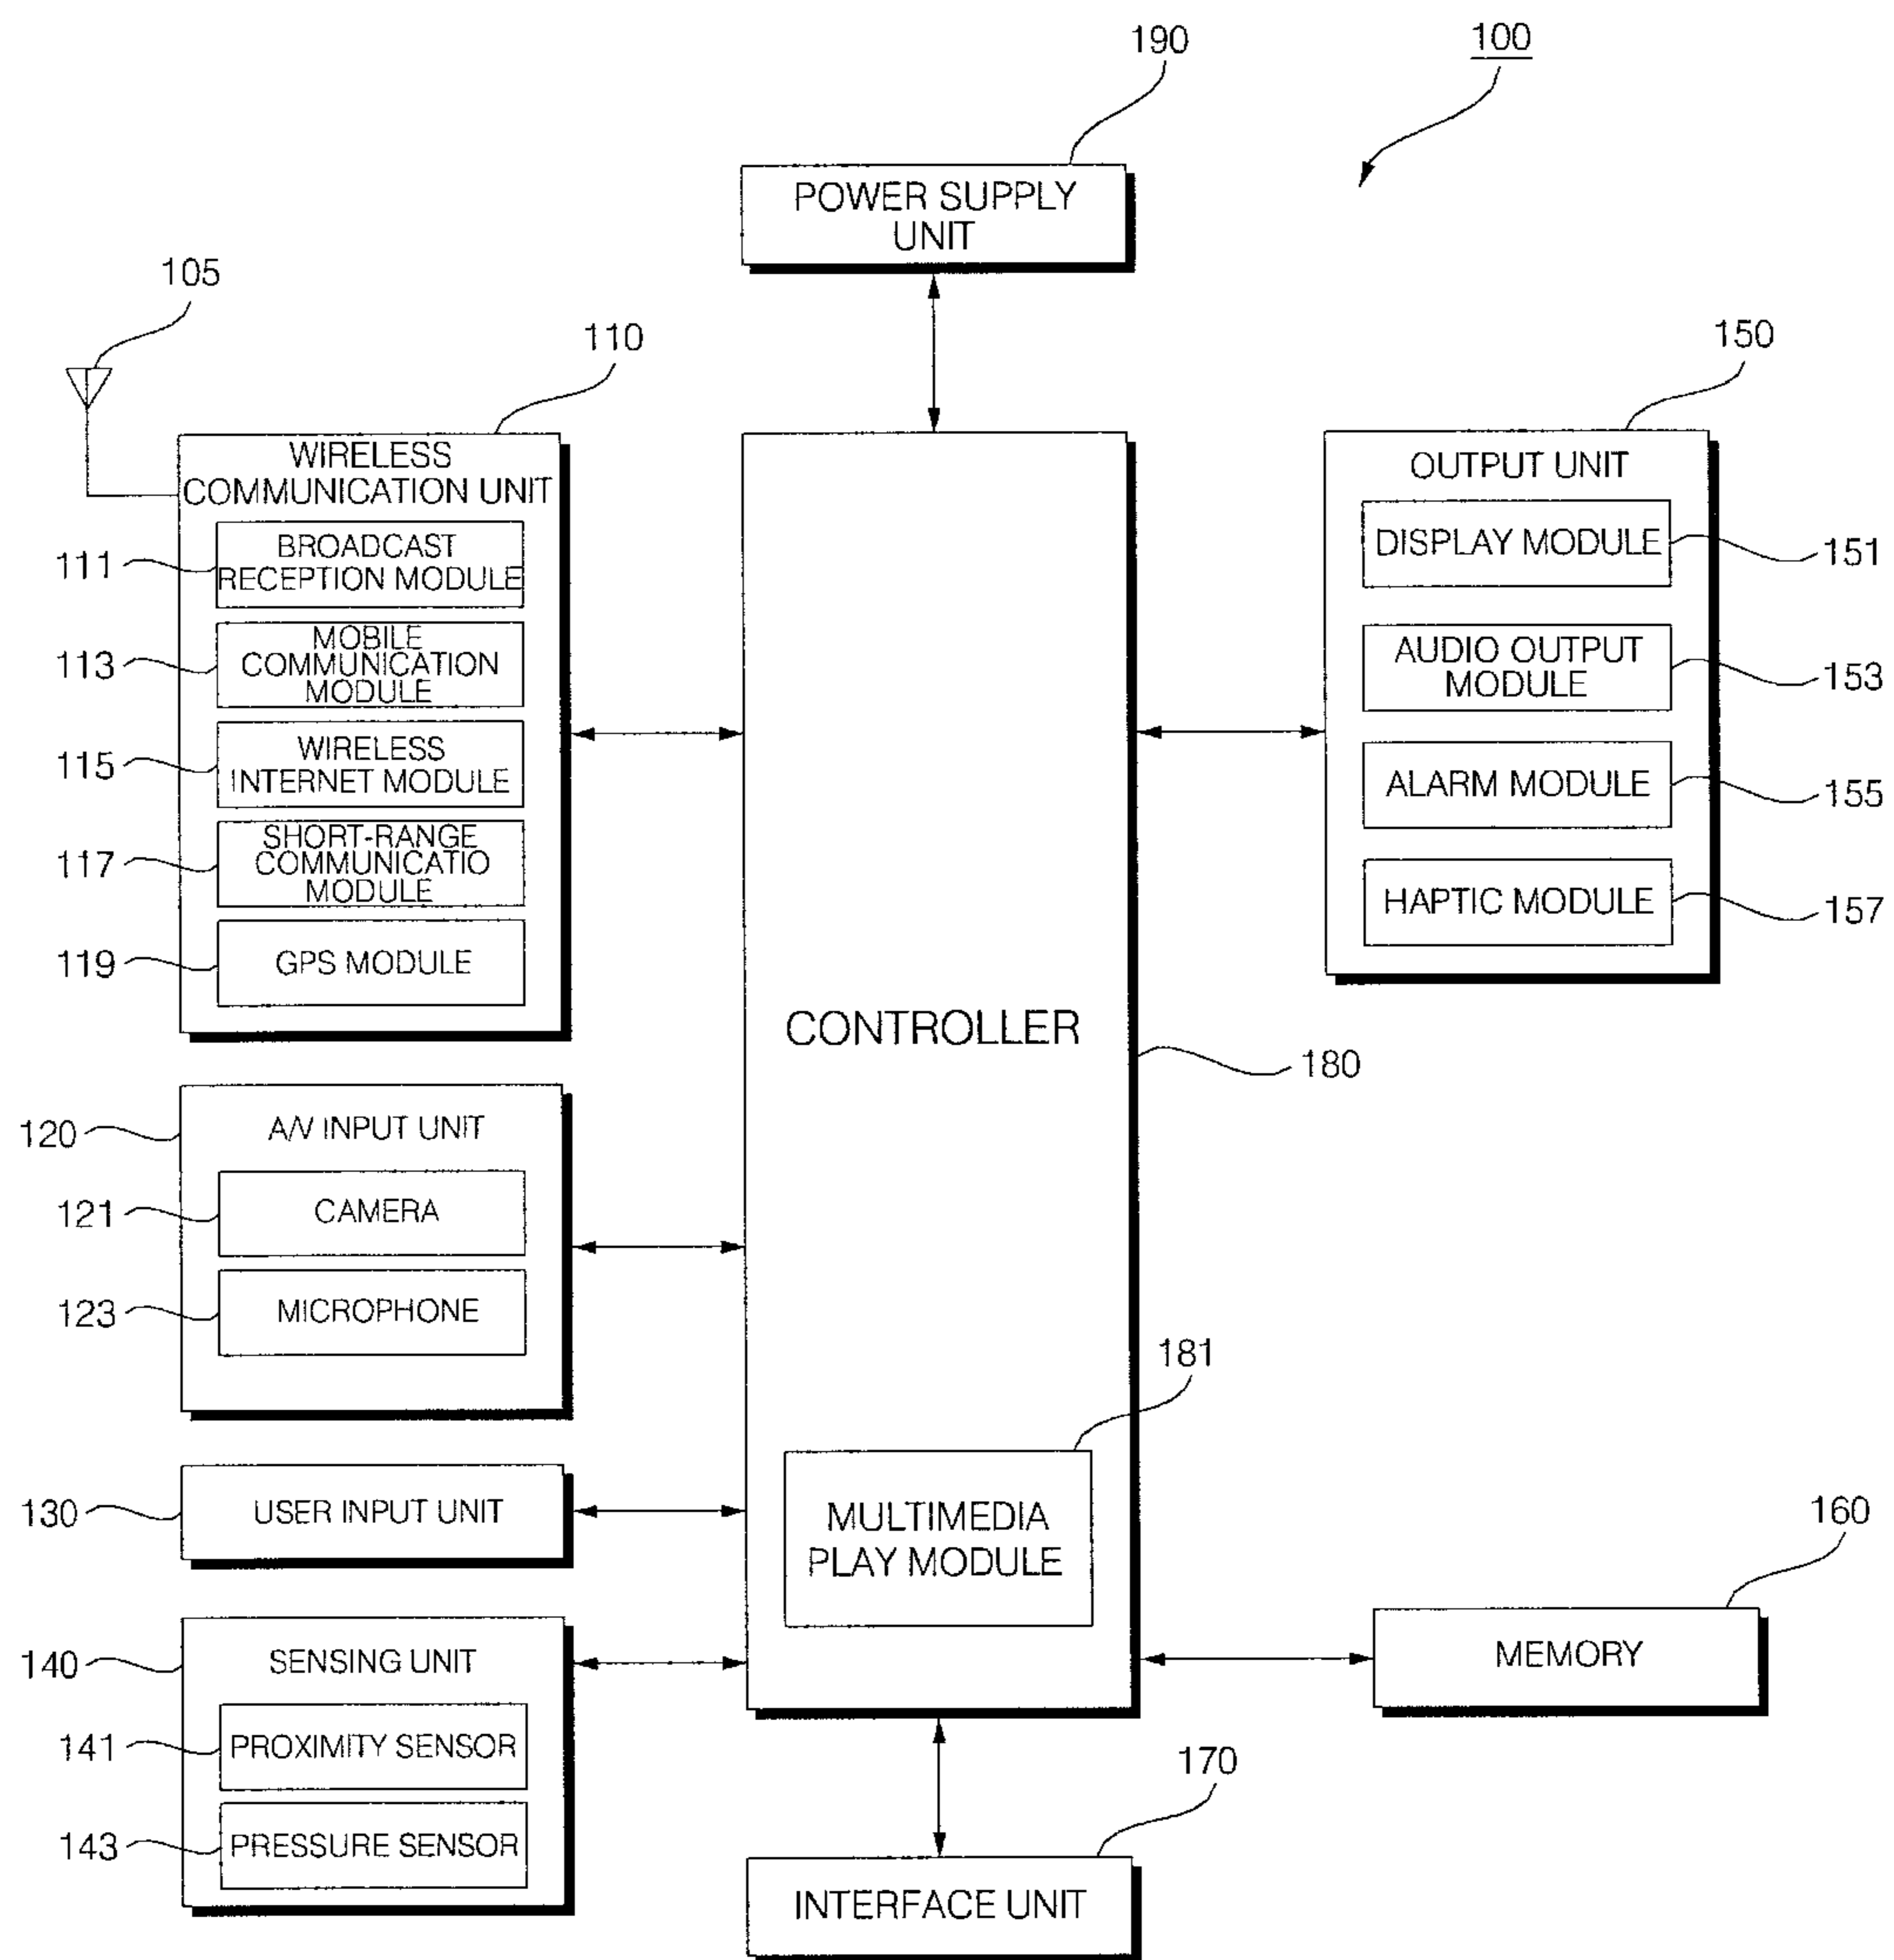 190
100
POWER SUPPLY
UNIT
105
110
WIRELESS
COMMUNICATION UNIT
111
BROADCAST
RECEPTION MODULE
113
MOBILE
COMMUNICATION
MODULE
115
WIRELESS
INTERNET MODULE
117
SHORT-RANGE
COMMUNICATIO
MODULE
119
GPS MODULE
150
OUTPUT UNIT
DISPLAY MODULE
151
AUDIO OUTPUT
MODULE
153
ALARM MODULE
155
HAPTIC MODULE
157
CONTROLLER
180
120
A/V INPUT UNIT
121
CAMERA
123
MICROPHONE
181
MULTIMEDIA
PLAY MODULE
130
USER INPUT UNIT
160
MEMORY
140
SENSING UNIT
141
PROXIMITY SENSOR
143
PRESSURE SENSOR
170
INTERFACE UNIT